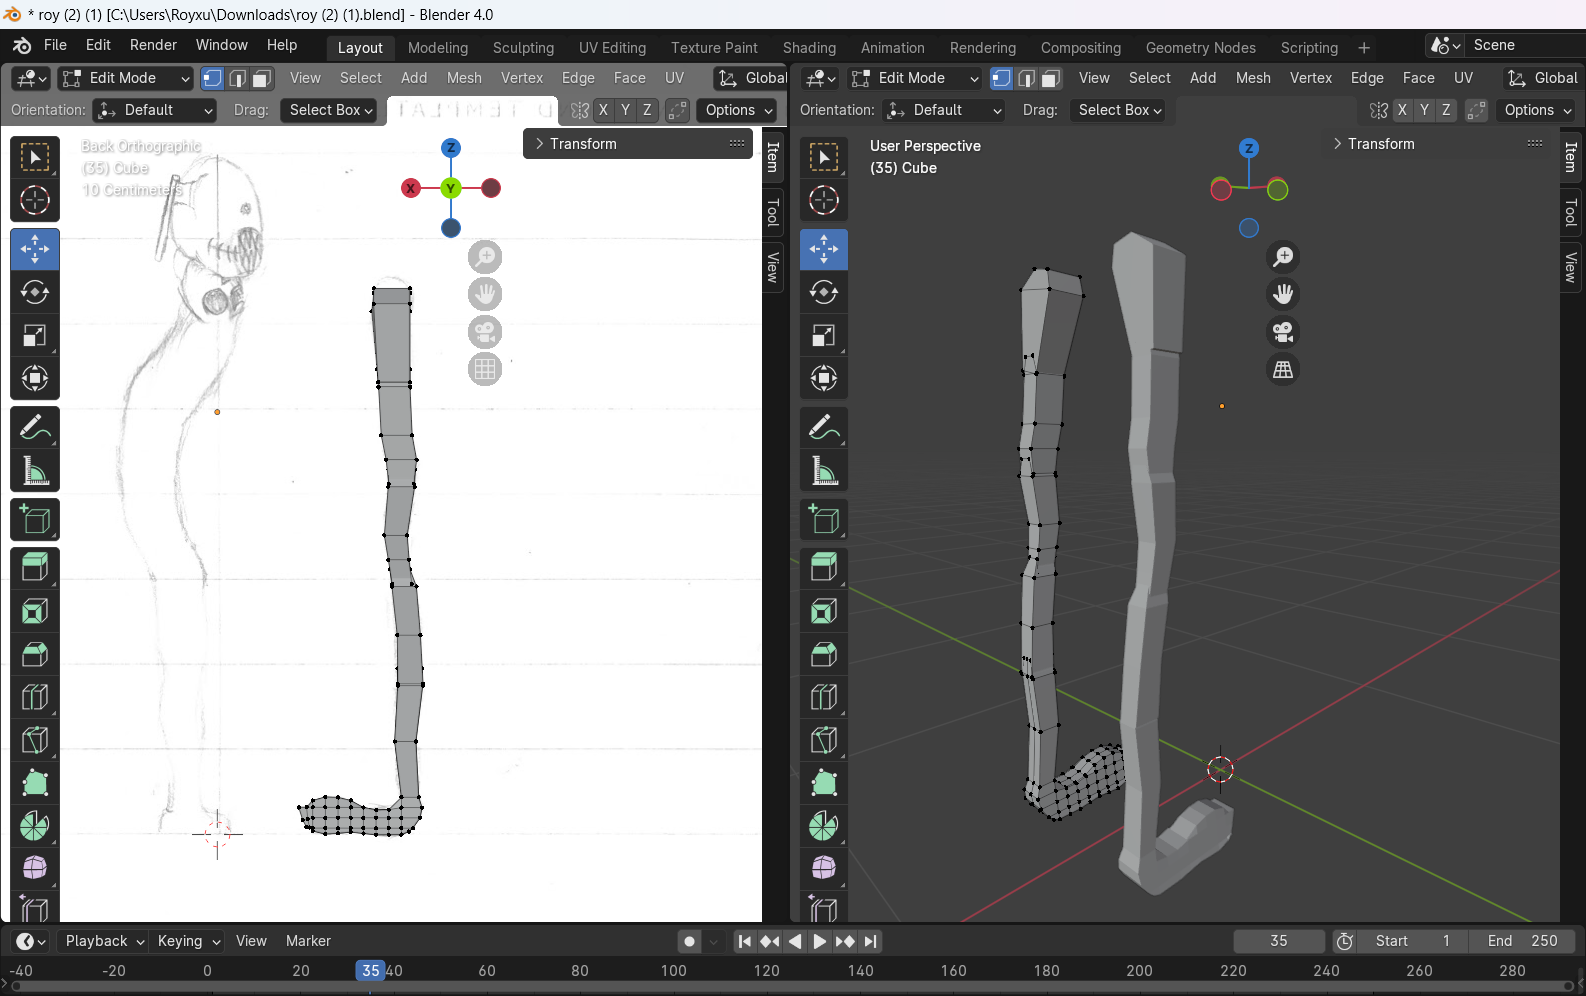 * roy (2) (1) [C:\Users\Royxu\Downloads\roy (2) (1).blend] - Blender 4.0
File Edit Render Window Help Layout Modeling Sculpting UV Editing Texture Paint Shading Animation Rendering Compositing Geometry Nodes Scripting + Scene
Edit Mode View Select Add Mesh Vertex Edge Face UV Global
Orientation: Default Drag: Select Box X Y Z Options
Back Orthographic
(35) Cube
10 Centimeters
Transform
Z
X Y
Item
Tool
View
Edit Mode View Select Add Mesh Vertex Edge Face UV Global
Orientation: Default Drag: Select Box X Y Z Options
User Perspective
(35) Cube
Transform
Z
Item
Tool
View
Playback Keying View Marker 35 Start 1 End 250
-40 -20 0 20 35 40 60 80 100 120 140 160 180 200 220 240 260 280